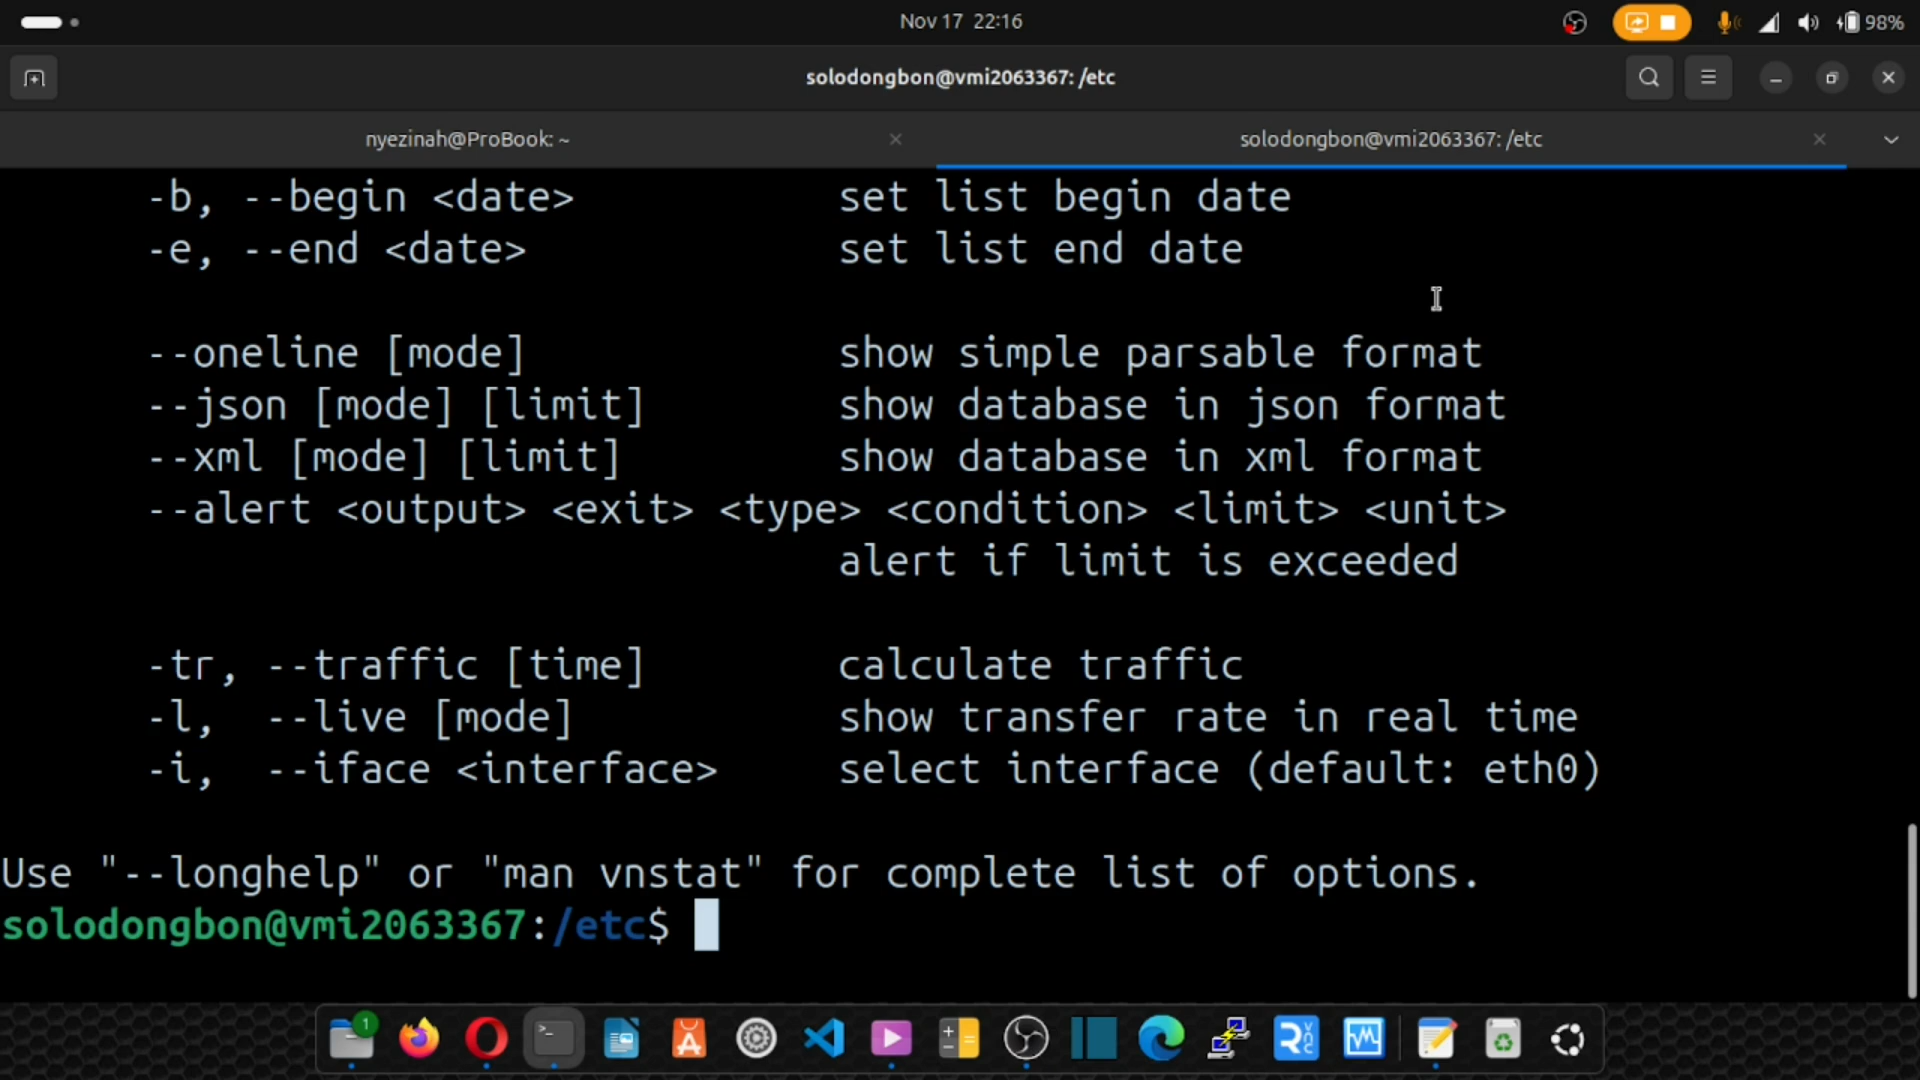 Nov 17 22:16
98%
solodongbon@vmi2063367: /etc
nyezinah@ProBook: ~
solodongbon@vmi2063367: /etc
-b, --begin <date> set list begin date
-e, --end <date> set list end date
--oneline [mode] show simple parsable format
--json [mode] [limit] show database in json format
--xml [mode] [limit] show database in xml format
--alert <output> <exit> <type> <condition> <limit> <unit>
alert if limit is exceeded
-tr, --traffic [time] calculate traffic
-l, --live [mode] show transfer rate in real time
-i, --iface <interface> select interface (default: eth0)
Use "--longhelp" or "man vnstat" for complete list of options.
solodongbon@vmi2063367:/etc$
1